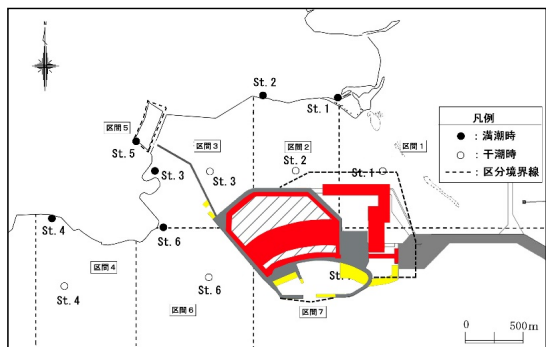 St. 2
St. 1
凡例
満潮時
干潮時
区分境界線
区間5
St. 5
区間3
区間2
区間1
St. 3
St. 3
St. 2
St. 1
St. 4
St. 6
区間4
St. 4
区間6
St. 6
St.
区間7
0 500m